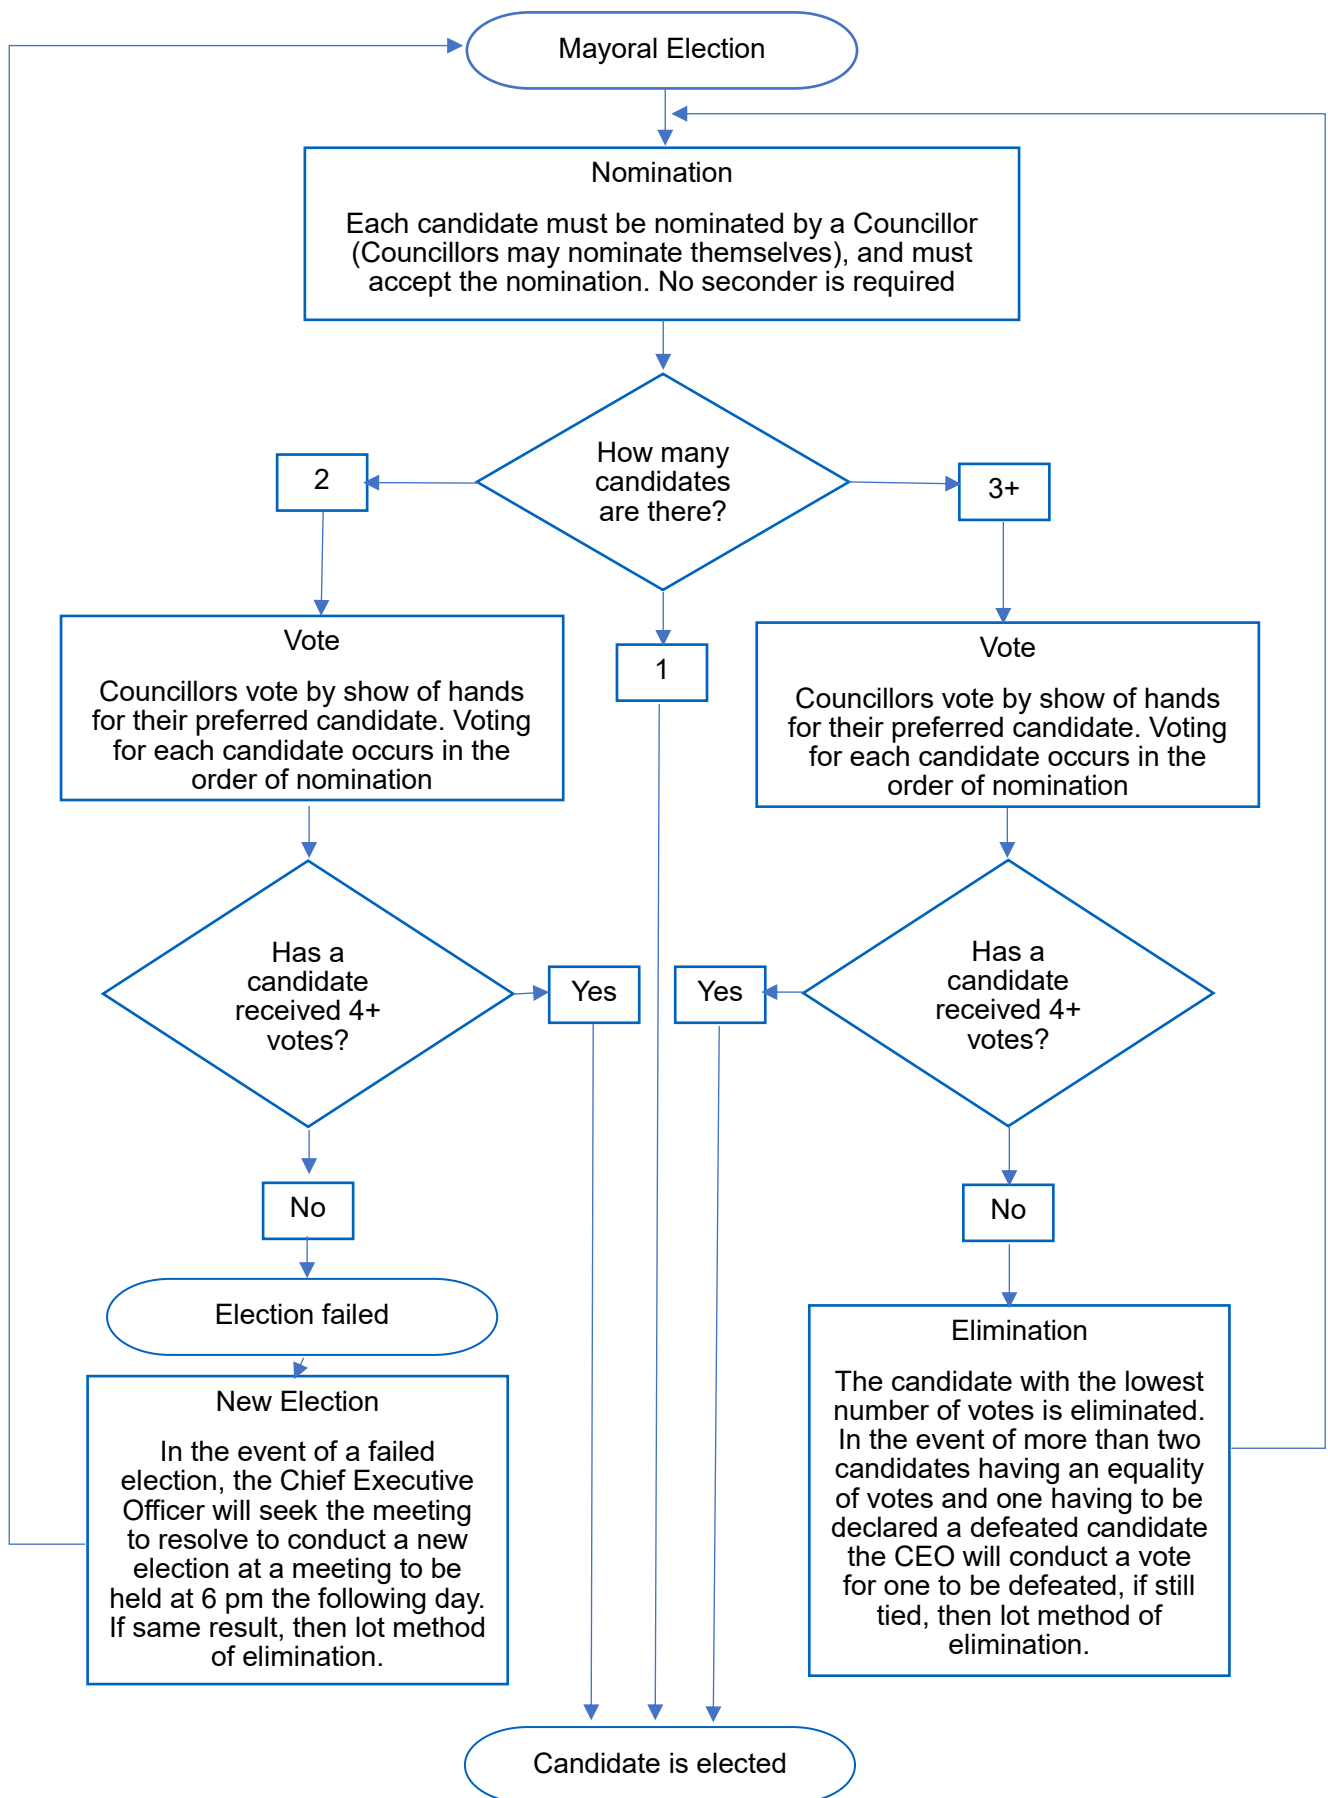 Mayoral Election
Nomination
Each candidate must be nominated by a Councillor
(Councillors may nominate themselves), and must
accept the nomination. No seconder is required
How many
candidates
are there?
2
3+
1
Vote
Councillors vote by show of hands
for their preferred candidate. Voting
for each candidate occurs in the
order of nomination
Vote
Councillors vote by show of hands
for their preferred candidate. Voting
for each candidate occurs in the
order of nomination
Has a
candidate
received 4+
votes?
Yes
Yes
Has a
candidate
received 4+
votes?
No
No
Election failed
New Election
In the event of a failed
election, the Chief Executive
Officer will seek the meeting
to resolve to conduct a new
election at a meeting to be
held at 6 pm the following day.
If same result, then lot method
of elimination.
Elimination
The candidate with the lowest
number of votes is eliminated.
In the event of more than two
candidates having an equality
of votes and one having to be
declared a defeated candidate
the CEO will conduct a vote
for one to be defeated, if still
tied, then lot method of
elimination.
Candidate is elected